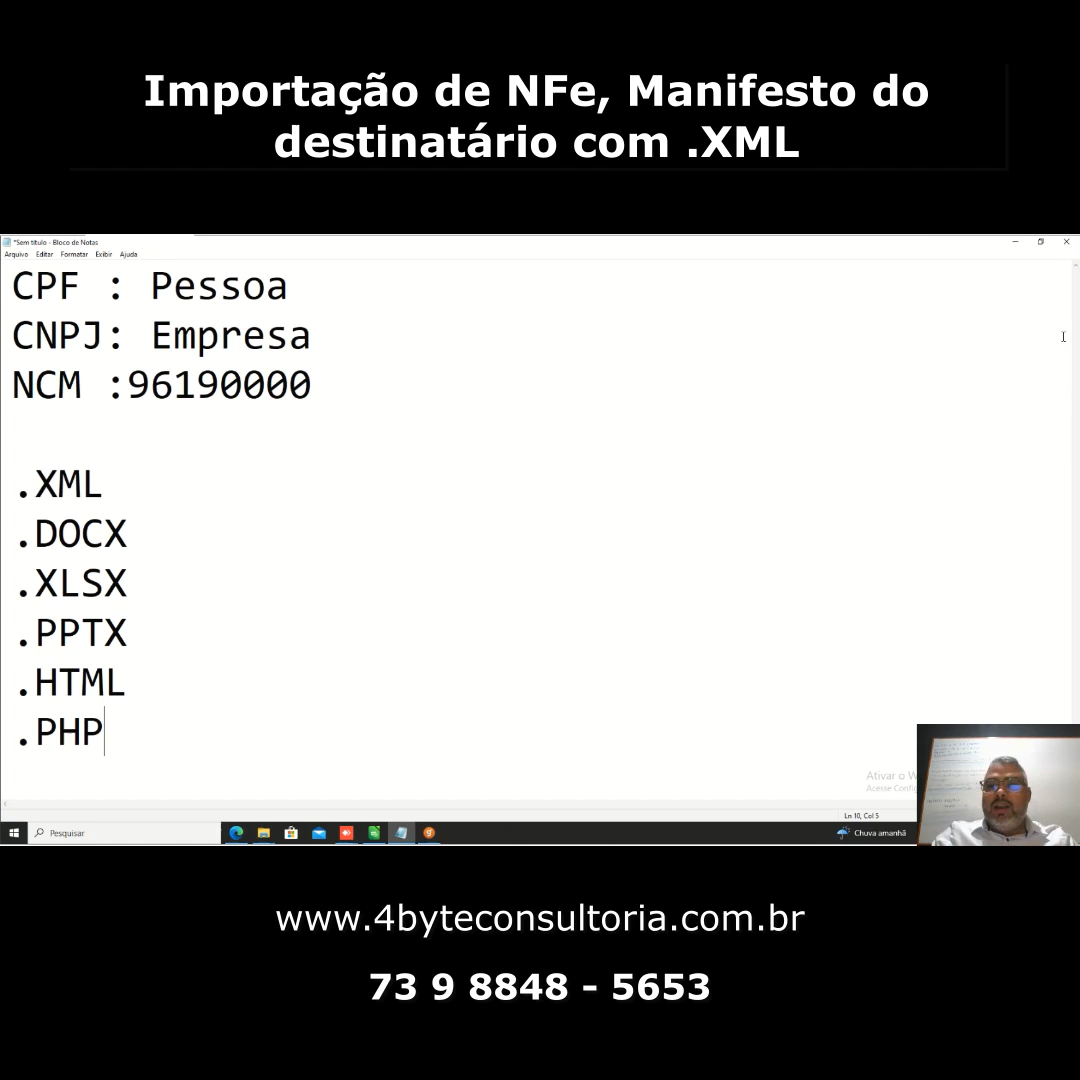 Importação de NFe, Manifesto do
destinatário com .XML
*Sem título - Bloco de Notas
Arquivo Editar Formatar Exibir Ajuda
CPF : Pessoa
CNPJ: Empresa
NCM :96190000
.XML
.DOCX
.XLSX
.PPTX
.HTML
.PHP
Ativar o W
Acesse Config
Ln 10, Col 5
Pesquisar
Chuva amanhã
www.4byteconsultoria.com.br
73 9 8848 - 5653